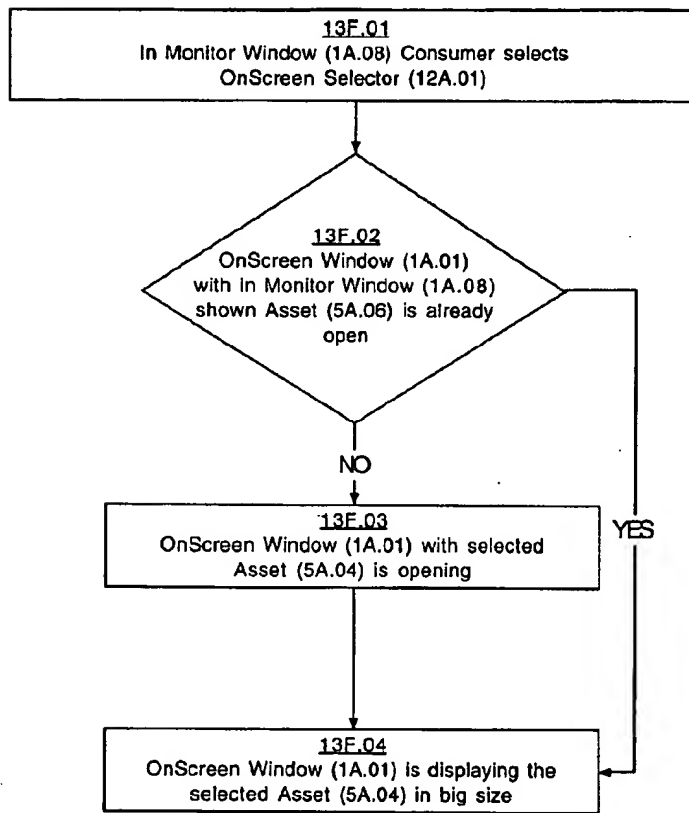 13F.01
In Monitor Window (1A.08) Consumer selects
OnScreen Selector (12A.01)
13F.02
OnScreen Window (1A.01)
with In Monitor Window (1A.08)
shown Asset (5A.06) is already
open
NO
13F.03
OnScreen Window (1A.01) with selected
Asset (5A.04) is opening
YES
13F.04
OnScreen Window (1A.01) is displaying the
selected Asset (5A.04) in big size